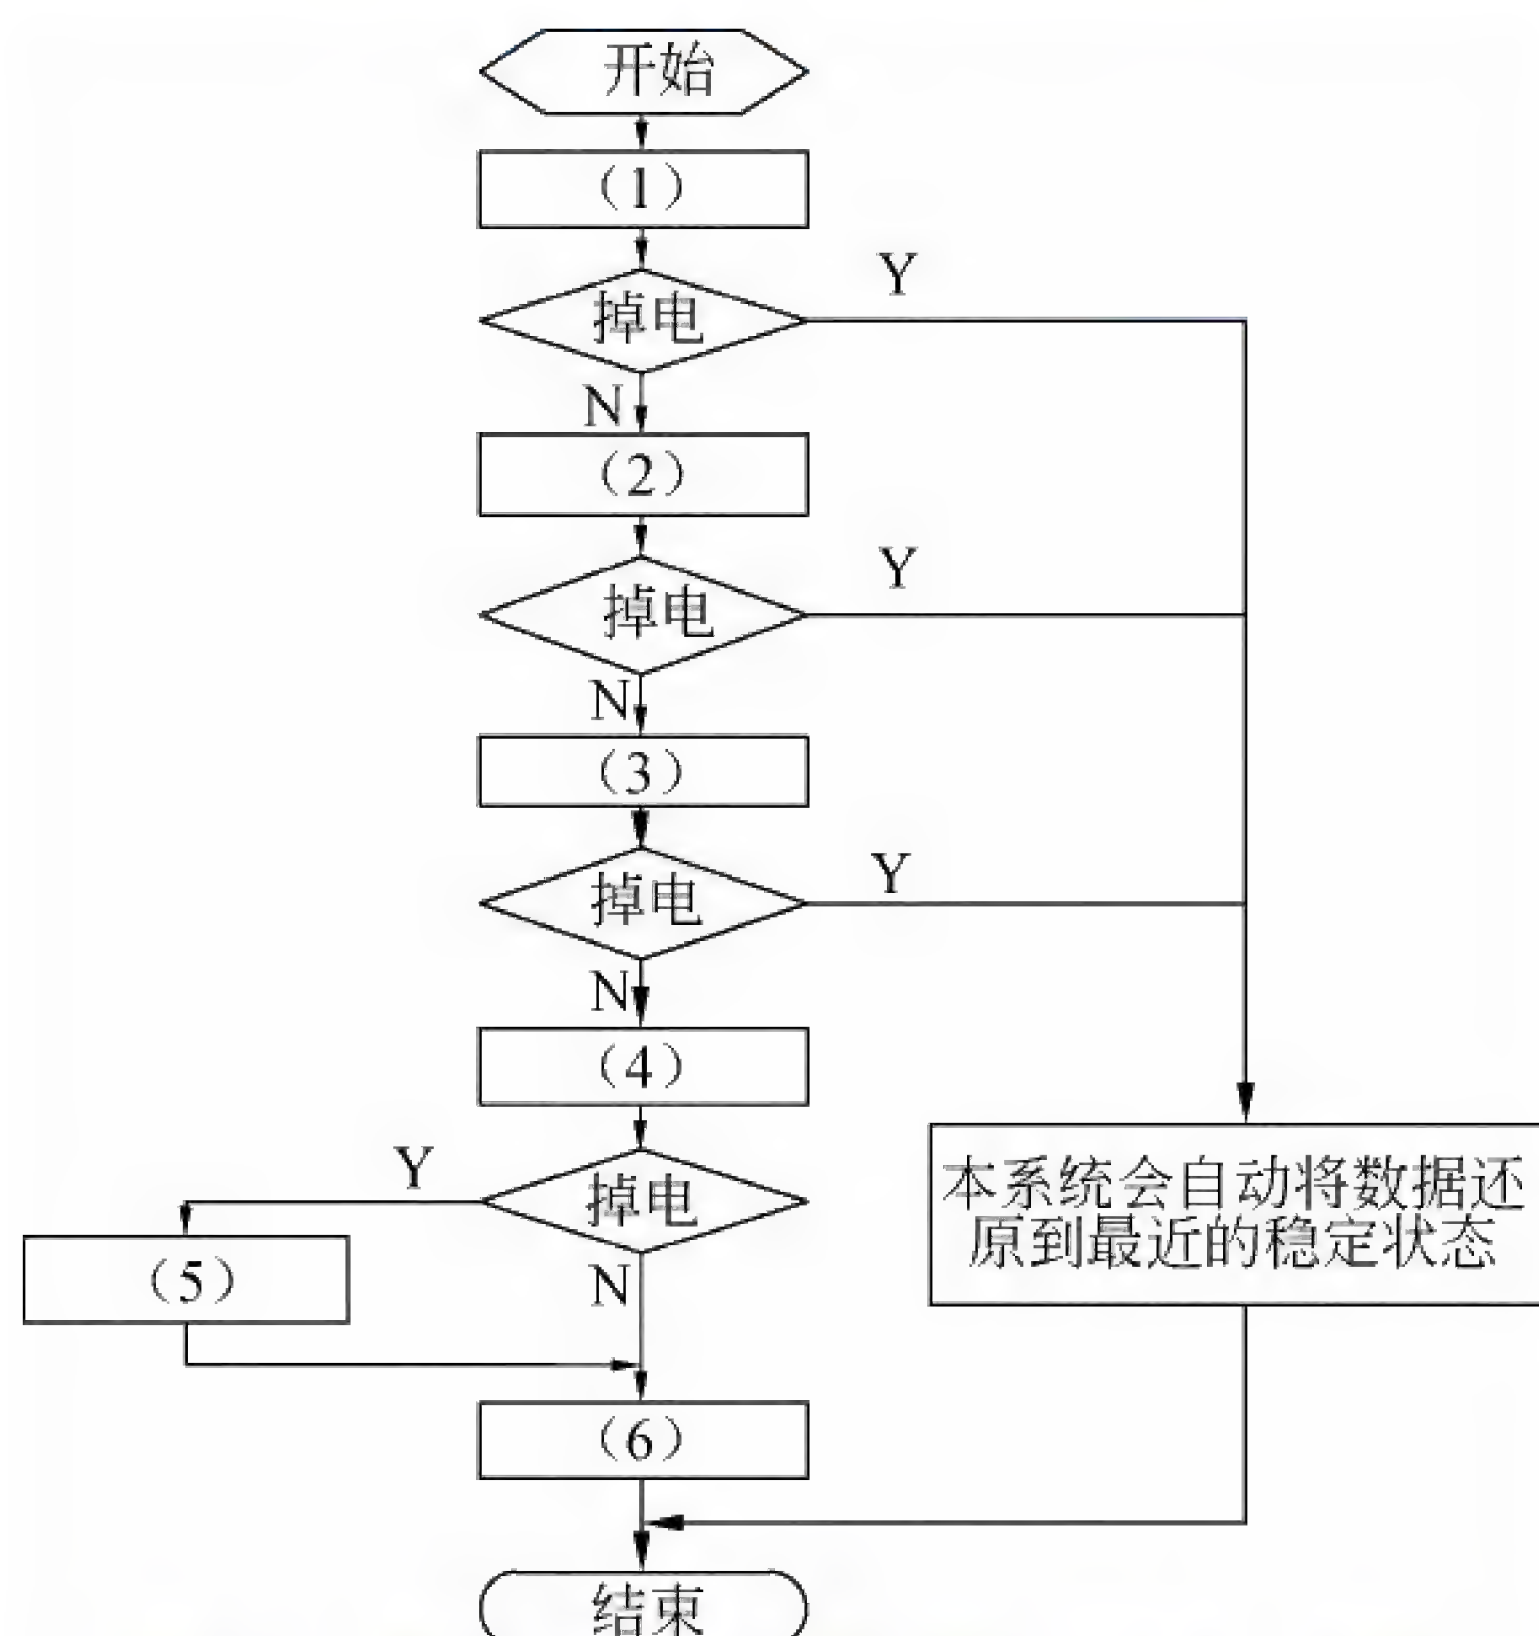 开始
（1）
Y
掉电
N
（2）
Y
掉电
N
（3）
Y
掉电
N
（4）
Y
掉电
本系统会自动将数据还
原到最近的稳定状态
（5）
N
（6）
结束